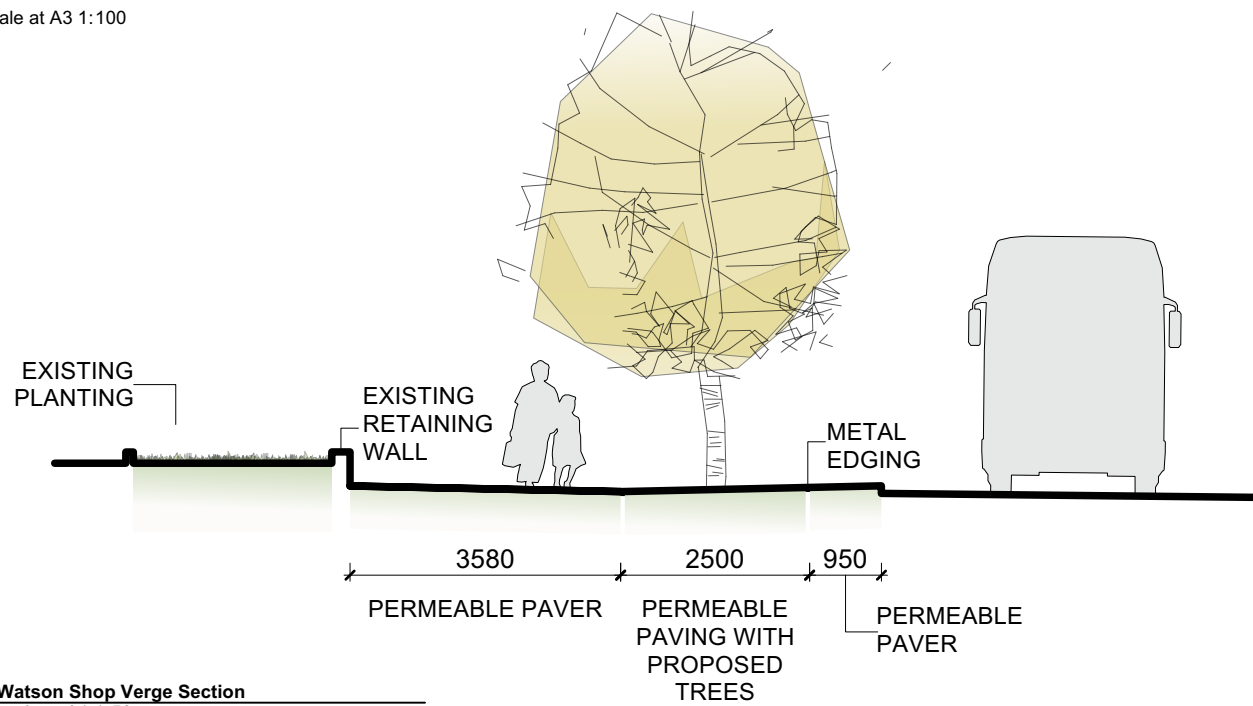 ale at A3 1:100
EXISTING
PLANTING
EXISTING
RETAINING
WALL
METAL
EDGING
3580
2500
950
PERMEABLE PAVER
PERMEABLE
PAVING WITH
PROPOSED
TREES
PERMEABLE
PAVER
Watson Shop Verge Section